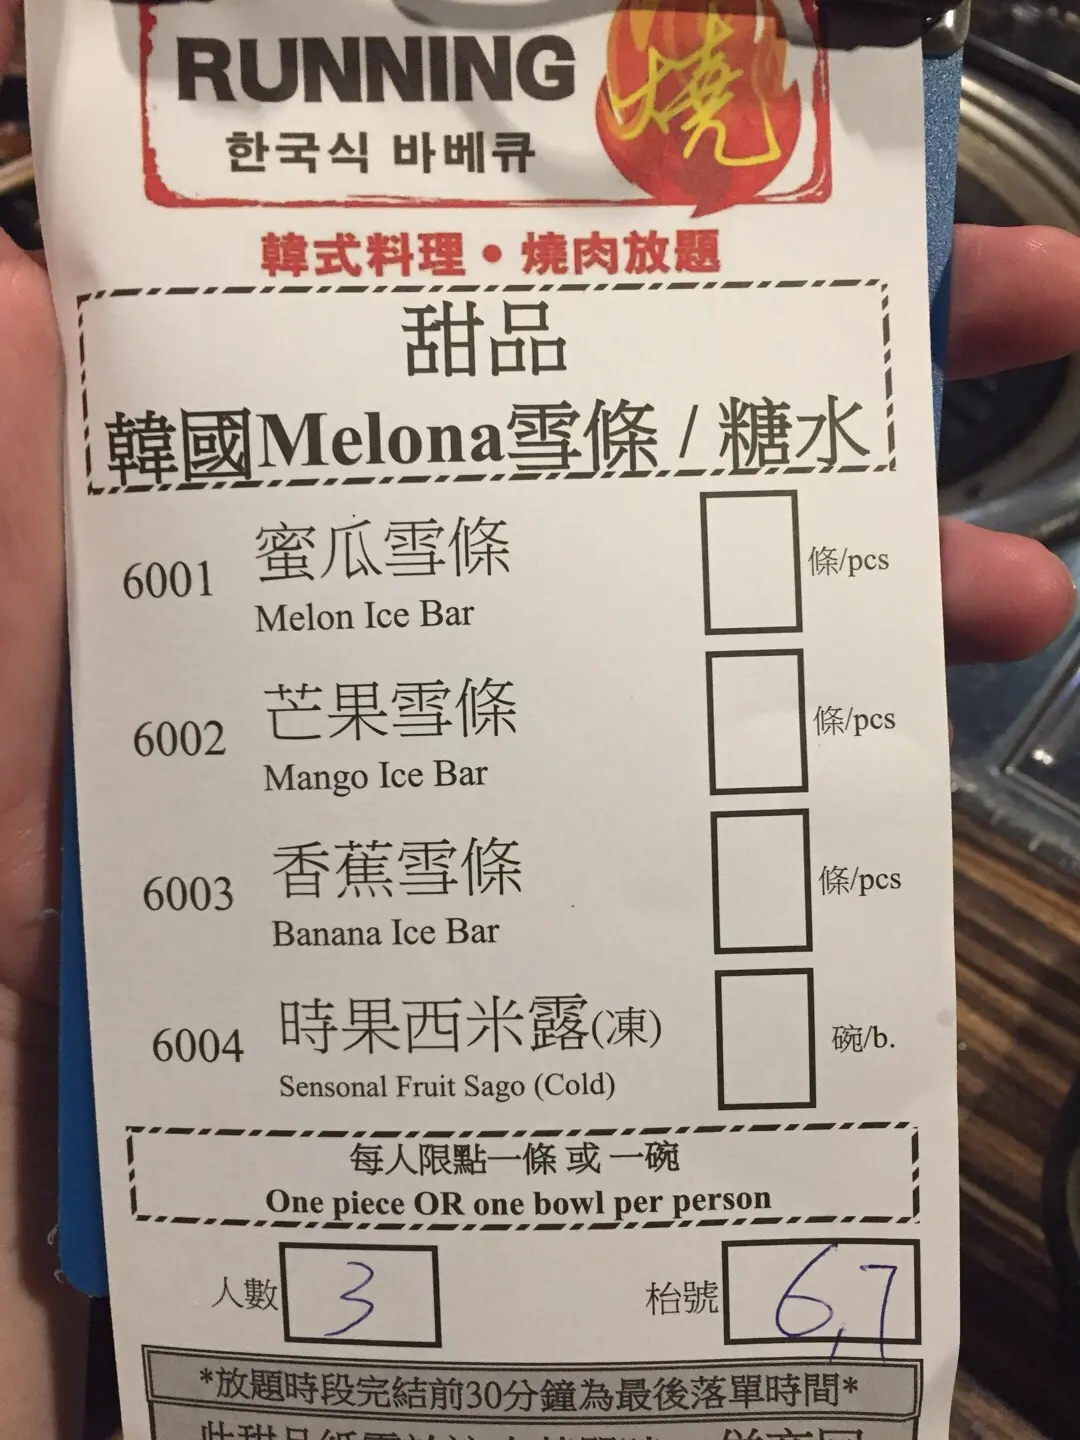 RUNNING
燒
한국식 바베큐
韓式料理·燒肉放題
甜品
韓國Melona雪條 / 糖水
6001 蜜瓜雪條 條/pcs
Melon Ice Bar
6002 芒果雪條 條/pcs
Mango Ice Bar
6003 香蕉雪條 條/pcs
Banana Ice Bar
6004 時果西米露(凍) 碗/b.
Sensonal Fruit Sago (Cold)
每人限點一條 或 一碗
One piece OR one bowl per person
人數 3 枱號 6,7
*放題時段完結前30分鐘為最後落單時間*
此甜品紙需